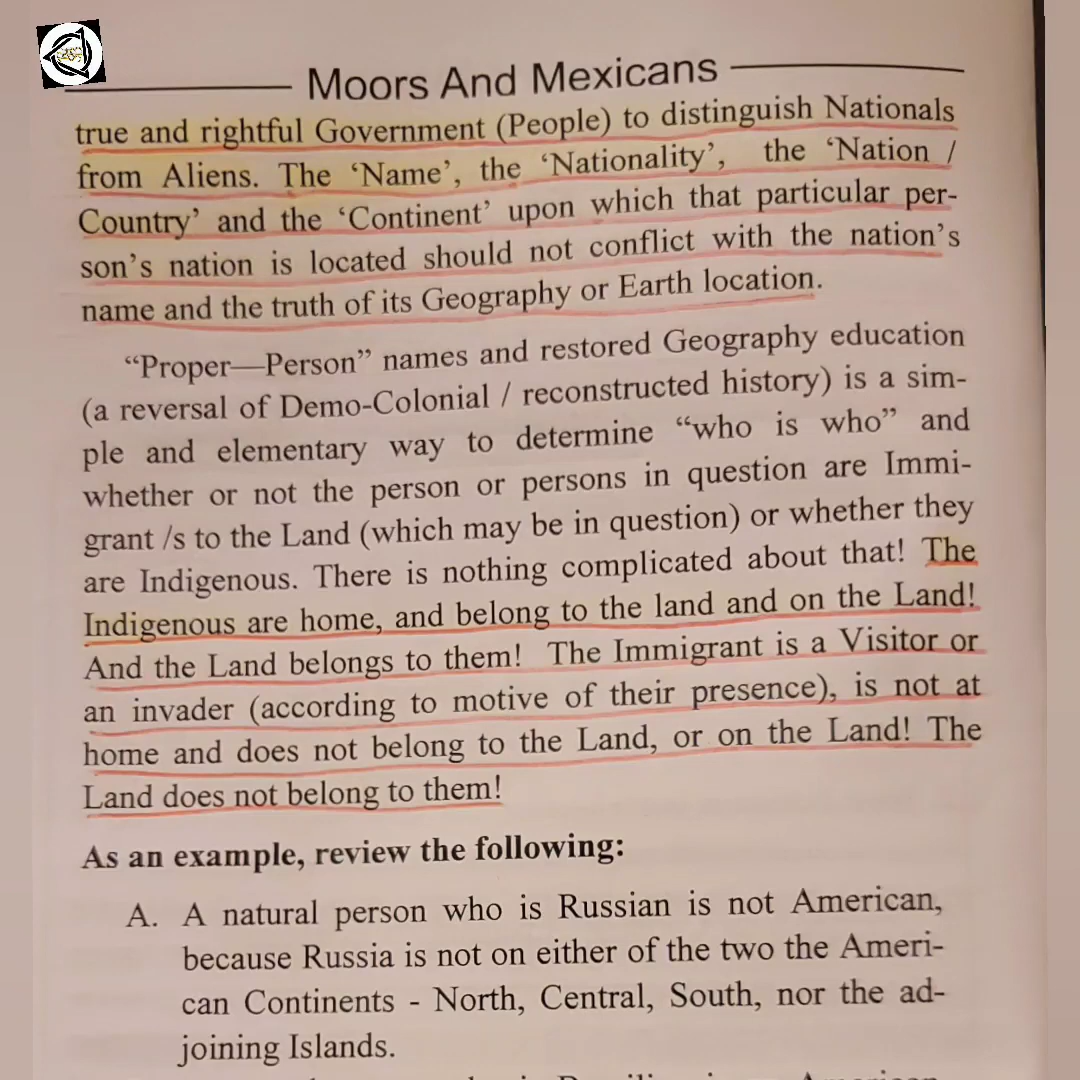 Moors And Mexicans
true and rightful Government (People) to distinguish Nationals
from Aliens. The ‘Name’, the ‘Nationality’, the ‘Nation /
Country’ and the ‘Continent’ upon which that particular per-
son’s nation is located should not conflict with the nation’s
name and the truth of its Geography or Earth location.
“Proper—Person” names and restored Geography education
(a reversal of Demo-Colonial / reconstructed history) is a sim-
ple and elementary way to determine “who is who” and
whether or not the person or persons in question are Immi-
grant /s to the Land (which may be in question) or whether they
are Indigenous. There is nothing complicated about that! The
Indigenous are home, and belong to the land and on the Land!
And the Land belongs to them! The Immigrant is a Visitor or
an invader (according to motive of their presence), is not at
home and does not belong to the Land, or on the Land! The
Land does not belong to them!
As an example, review the following:
A. A natural person who is Russian is not American,
because Russia is not on either of the two the Ameri-
can Continents - North, Central, South, nor the ad-
joining Islands.